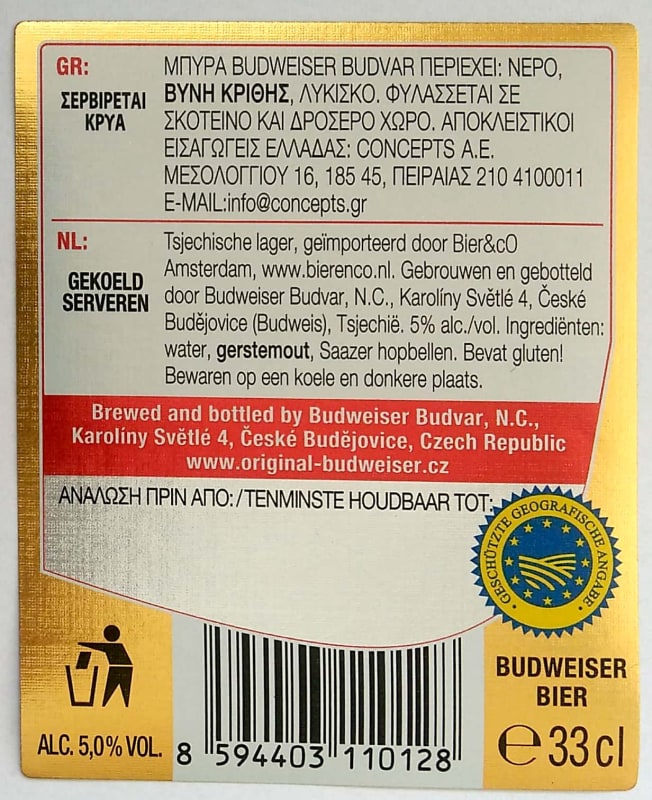 GR:
ΣΕΡΒΙΡΕΤΑΙ
ΚΡΥΑ
ΜΠΥΡΑ BUDWEISER BUDVAR ΠΕΡΙΕΧΕΙ: ΝΕΡΟ,
ΒΥΝΗ ΚΡΙΘΗΣ, ΛΥΚΙΣΚΟ. ΦΥΛΑΣΣΕΤΑΙ ΣΕ
ΣΚΟΤΕΙΝΟ ΚΑΙ ΔΡΟΣΕΡΟ ΧΩΡΟ. ΑΠΟΚΛΕΙΣΤΙΚΟΙ
ΕΙΣΑΓΩΓΕΙΣ ΕΛΛΑΔΑΣ: CONCEPTS A.E.
ΜΕΣΟΛΟΓΓΙΟΥ 16, 185 45, ΠΕΙΡΑΙΑΣ 210 4100011
E-MAIL:info@concepts.gr
NL:
GEKOELD
SERVEREN
Tsjechische lager, geïmporteerd door Bier&cO
Amsterdam, www.bierenco.nl. Gebrouwen en gebotteld
door Budweiser Budvar, N.C., Karolíny Světlé 4, České
Budějovice (Budweis), Tsjechië. 5% alc./vol. Ingrediënten:
water, gerstemout, Saazer hopbellen. Bevat gluten!
Bewaren op een koele en donkere plaats.
Brewed and bottled by Budweiser Budvar, N.C.,
Karolíny Světlé 4, České Budějovice, Czech Republic
www.original-budweiser.cz
ΑΝΑΛΩΣΗ ΠΡΙΝ ΑΠΟ:/TENMINSTE HOUDBAAR TOT:
GESCHÜTZTE GEOGRAFISCHE ANGABE
BUDWEISER
BIER
ALC. 5,0% VOL.
8 594403 110128
℮ 33 cl